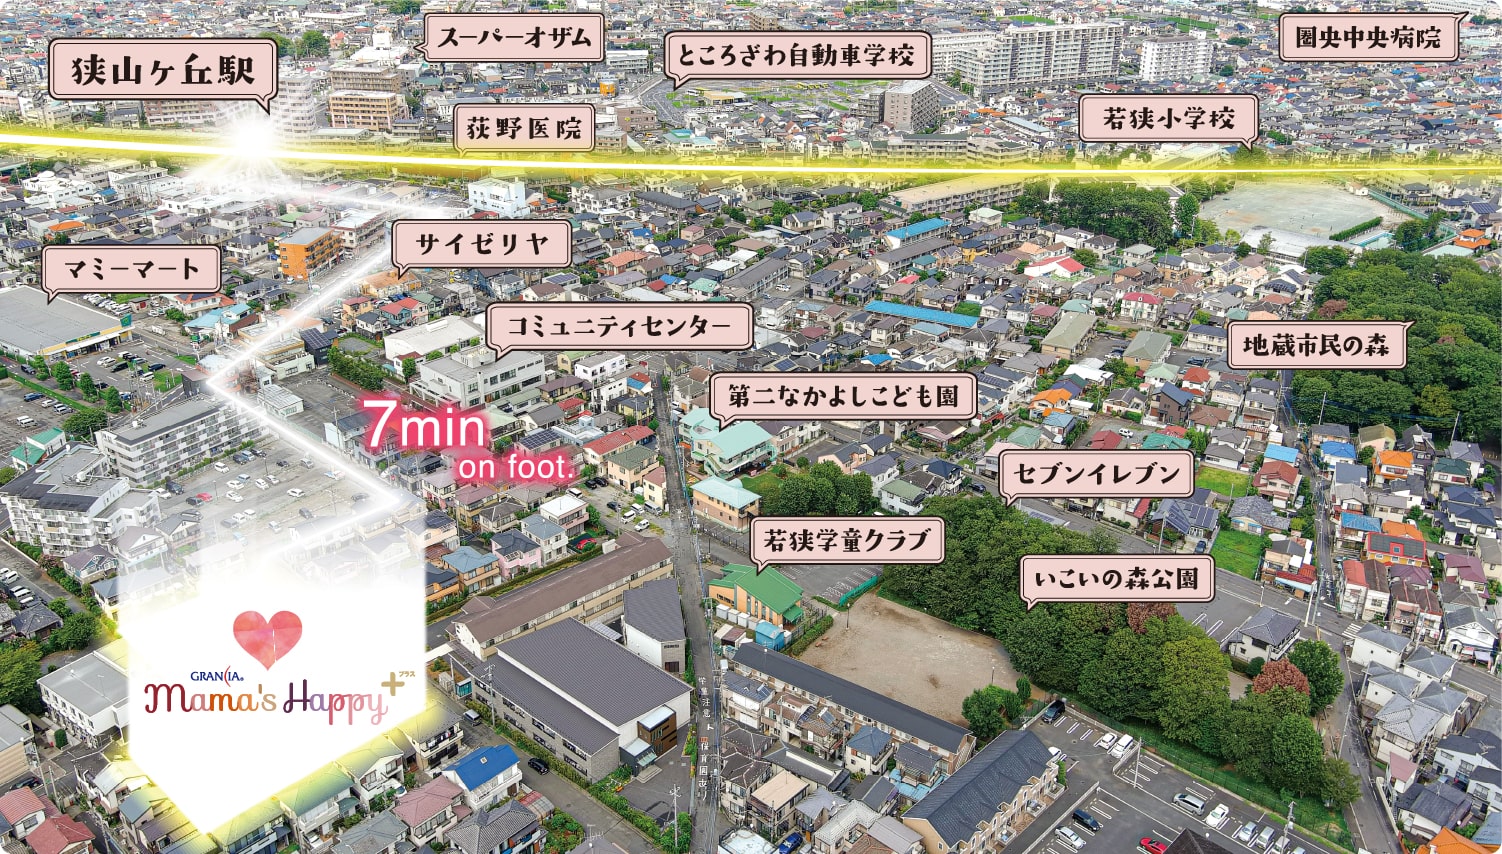 スーパーオザム
圏央中央病院
狭山ヶ丘駅
ところざわ自動車学校
荻野医院
若狭小学校
サイゼリヤ
マミーマート
コミュニティセンター
地蔵市民の森
第二なかよしこども園
7min
on foot.
セブンイレブン
若狭学童クラブ
いこいの森公園
GRANCIA®
Mama's Happy+
プラス
学童注意